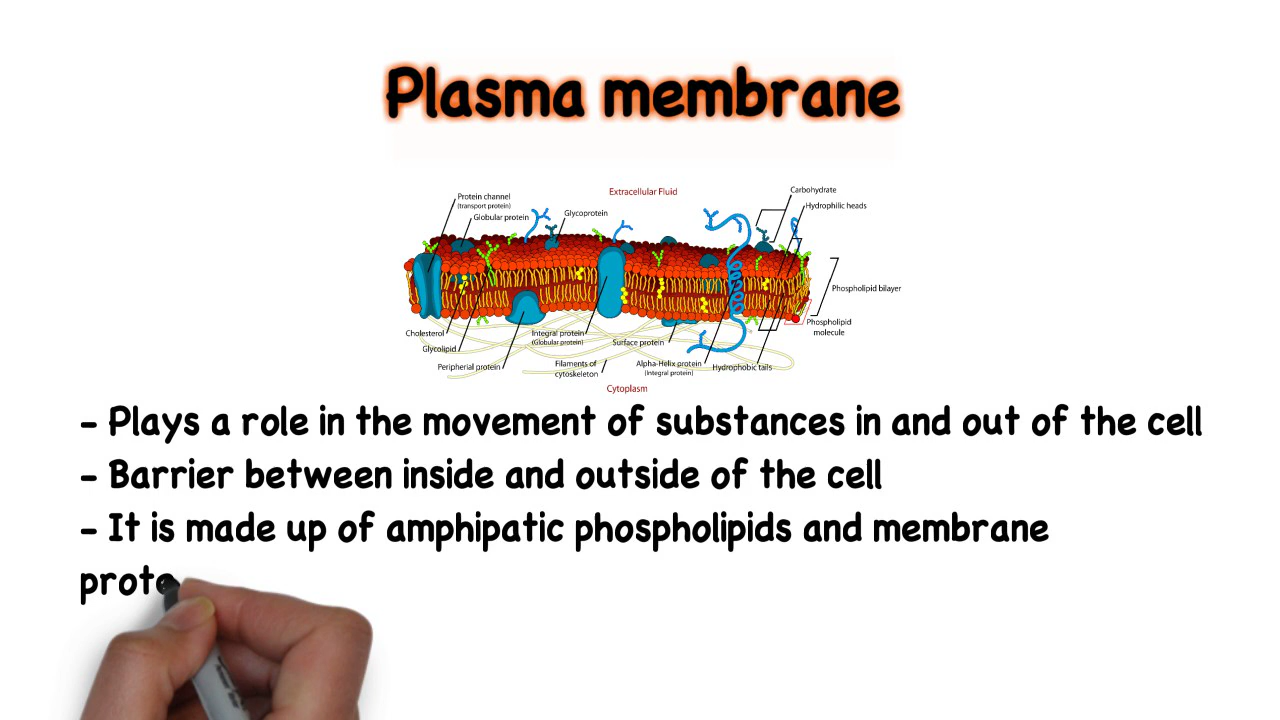 Plasma membrane
Extracellular Fluid
Carbohydrate
Protein channel
(transport protein)
Hydrophilic heads
Globular protein
Glycoprotein
Phospholipid bilayer
Phospholipid
molecule
Cholesterol
Integral protein
(Globular protein)
Surface protein
Glycolipid
Peripherial protein
Filaments of
cytoskeleton
Alpha-Helix protein
(Integral protein)
Hydrophobic tails
Cytoplasm
- Plays a role in the movement of substances in and out of the cell
- Barrier between inside and outside of the cell
- It is made up of amphipatic phospholipids and membrane
prote